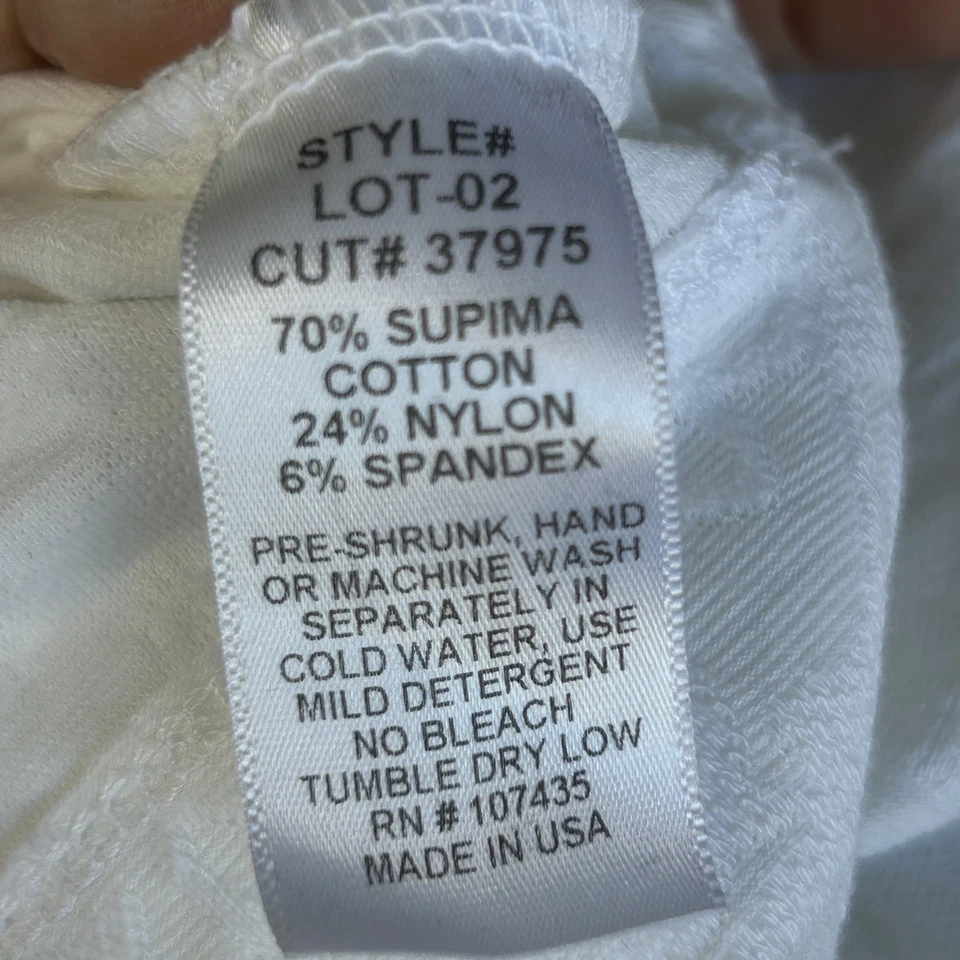 STYLE#
LOT-02
CUT# 37975
70% SUPIMA
COTTON
24% NYLON
6% SPANDEX
PRE-SHRUNK, HAND
OR MACHINE WASH
SEPARATELY IN
COLD WATER, USE
MILD DETERGENT
NO BLEACH
TUMBLE DRY LOW
RN # 107435
MADE IN USA